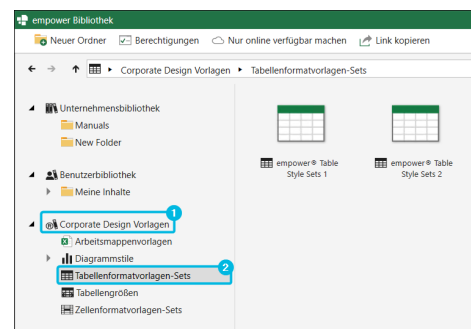 empower Bibliothek
Neuer Ordner Berechtigungen Nur online verfügbar machen Link kopieren
Corporate Design Vorlagen Tabellenformatvorlagen-Sets
Unternehmensbibliothek
Manuals
New Folder
Benutzerbibliothek
Meine Inhalte
1
Corporate Design Vorlagen
Arbeitsmappenvorlagen
Diagrammstile
2
Tabellenformatvorlagen-Sets
Tabellengrößen
Zellenformatvorlagen-Sets
empower® Table
Style Sets 1
empower® Table
Style Sets 2